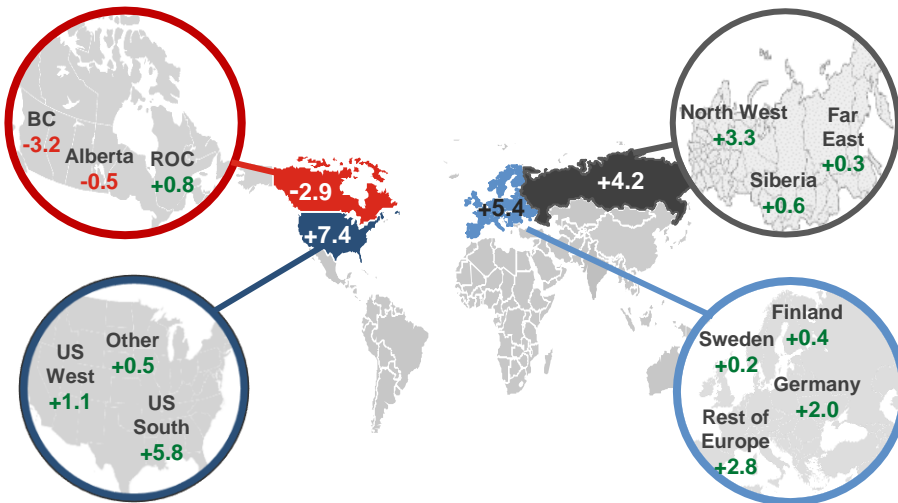 BC
-3.2
Alberta
-0.5
ROC
+0.8
-2.9
+7.4
+5.4
+4.2
North West
+3.3
Far
East
+0.3
Siberia
+0.6
US
West
+1.1
Other
+0.5
US
South
+5.8
Finland
+0.4
Sweden
+0.2
Germany
+2.0
Rest of
Europe
+2.8